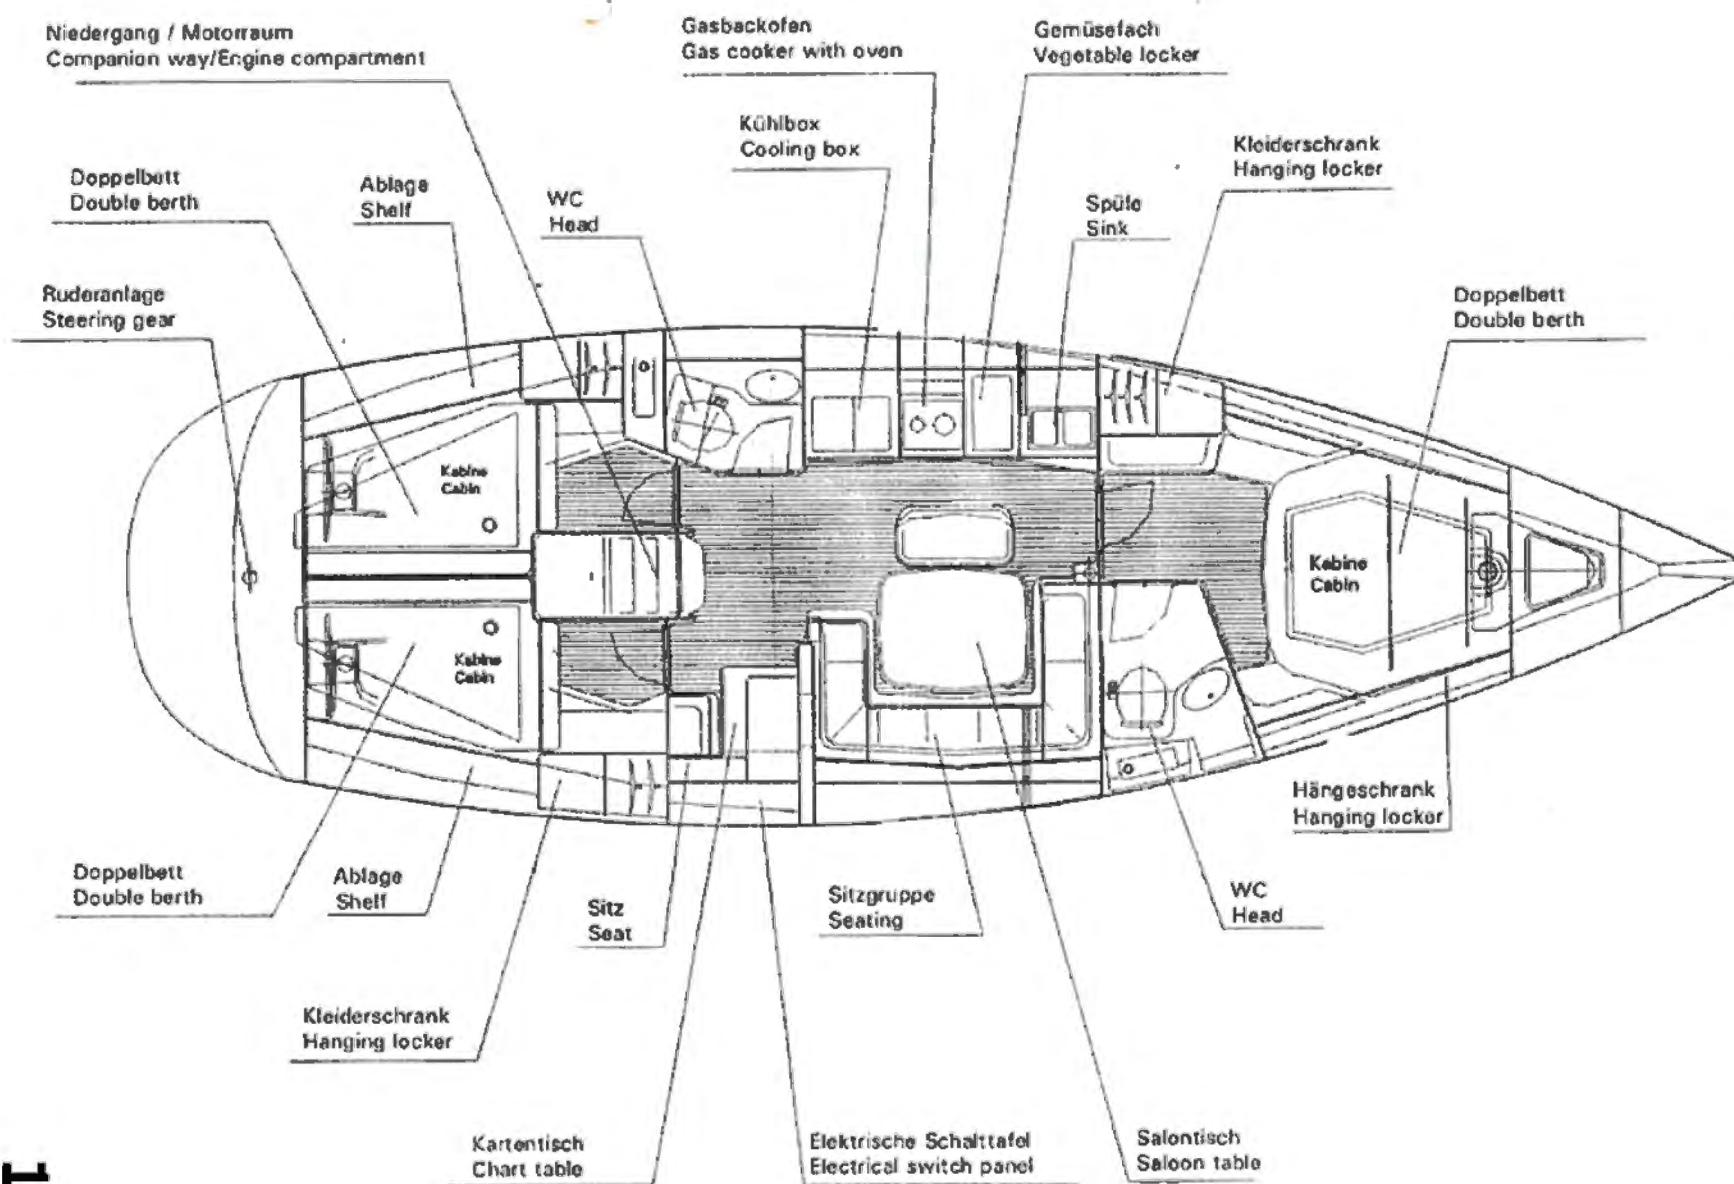 Niedergang / Motorraum
Companion way/Engine compartment
Gasbackofen
Gas cooker with oven
Gemüsefach
Vegetable locker
Kühlbox
Cooling box
Kleiderschrank
Hanging locker
Doppelbett
Double berth
Ablage
Shelf
WC
Head
Spüle
Sink
Ruderanlage
Steering gear
Doppelbett
Double berth
Kabine
Cabin
Kabine
Cabin
Kabine
Cabin
Hängeschrank
Hanging locker
Doppelbett
Double berth
Ablage
Shelf
Sitz
Seat
Sitzgruppe
Seating
WC
Head
Kleiderschrank
Hanging locker
Kartentisch
Chart table
Elektrische Schalttafel
Electrical switch panel
Salontisch
Saloon table
1